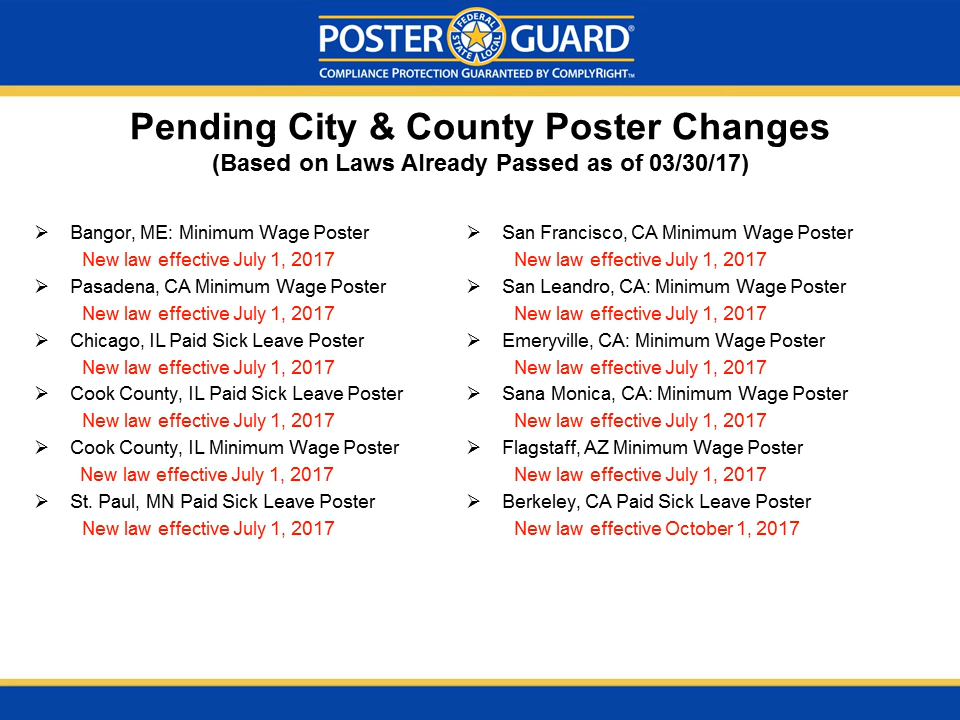 POSTER GUARD®
FEDERAL STATE LOCAL
COMPLIANCE PROTECTION GUARANTEED BY COMPLYRIGHT™
Pending City & County Poster Changes
(Based on Laws Already Passed as of 03/30/17)
Bangor, ME: Minimum Wage Poster
New law effective July 1, 2017
Pasadena, CA Minimum Wage Poster
New law effective July 1, 2017
Chicago, IL Paid Sick Leave Poster
New law effective July 1, 2017
Cook County, IL Paid Sick Leave Poster
New law effective July 1, 2017
Cook County, IL Minimum Wage Poster
New law effective July 1, 2017
St. Paul, MN Paid Sick Leave Poster
New law effective July 1, 2017
San Francisco, CA Minimum Wage Poster
New law effective July 1, 2017
San Leandro, CA: Minimum Wage Poster
New law effective July 1, 2017
Emeryville, CA: Minimum Wage Poster
New law effective July 1, 2017
Sana Monica, CA: Minimum Wage Poster
New law effective July 1, 2017
Flagstaff, AZ Minimum Wage Poster
New law effective July 1, 2017
Berkeley, CA Paid Sick Leave Poster
New law effective October 1, 2017